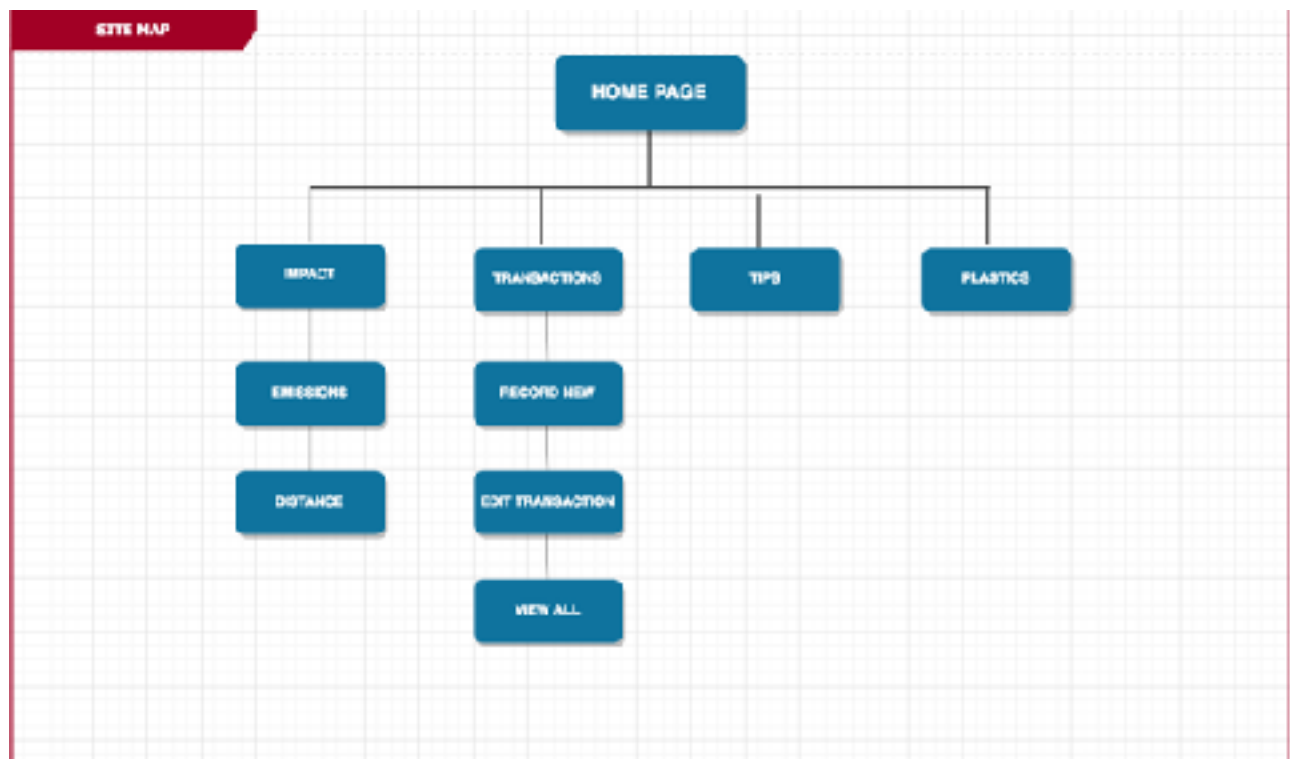 SITE MAP
HOME PAGE
IMPACT
TRANSACTIONS
TIPS
PLASTICS
EMISSIONS
RECORD NEW
DISTANCE
EDIT TRANSACTION
VIEW ALL